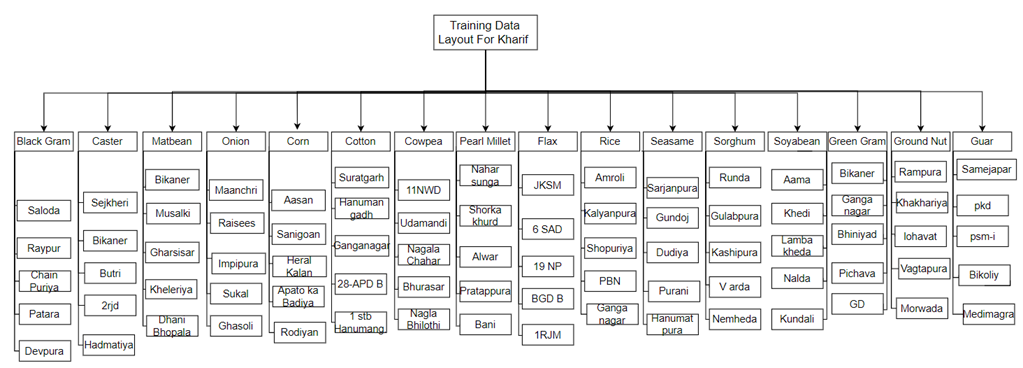 Training Data
Layout For Kharif
Black Gram
Saloda
Raypur
Chain
Puriya
Patara
Devpura
Caster
Sejkheri
Bikaner
Butri
2rjd
Hadmatiya
Matbean
Bikaner
Musalki
Gharsisar
Kheleriya
Dhani
Bhopala
Onion
Maanchri
Raisees
Impipura
Sukal
Ghasoli
Corn
Aasan
Sanigoan
Heral
Kalan
Apato ka
Badiya
Rodiyan
Cotton
Suratgarh
Hanuman
gadh
Ganganagar
28-APD B
1 stb
Hanumang.
Cowpea
11NWD
Udamandi
Nagala
Chahar
Bhurasar
Nagla
Bhilothi
Pearl Millet
Nahar
sunga
Shorka
khurd
Alwar
Pratappura
Bani
Flax
JKSM
6 SAD
19 NP
BGD B
1RJM
Rice
Amroli
Kalyanpura
Shopuriya
PBN
Ganga
nagar
Seasame
Sarjanpura
Gundoj
Dudiya
Purani
Hanumat
pura
Sorghum
Runda
Gulabpura
Kashipura
V arda
Nemheda
Soyabean
Aama
Khedi
Lamba
kheda
Nalda
Kundali
Green Gram
Bikaner
Ganga
nagar
Bhiniyad
Pichava
GD
Ground Nut
Rampura
Khakhariya
lohavat
Vagtapura
Morwada
Guar
Samejapar
pkd
psm-i
Bikoliy
Medimagra